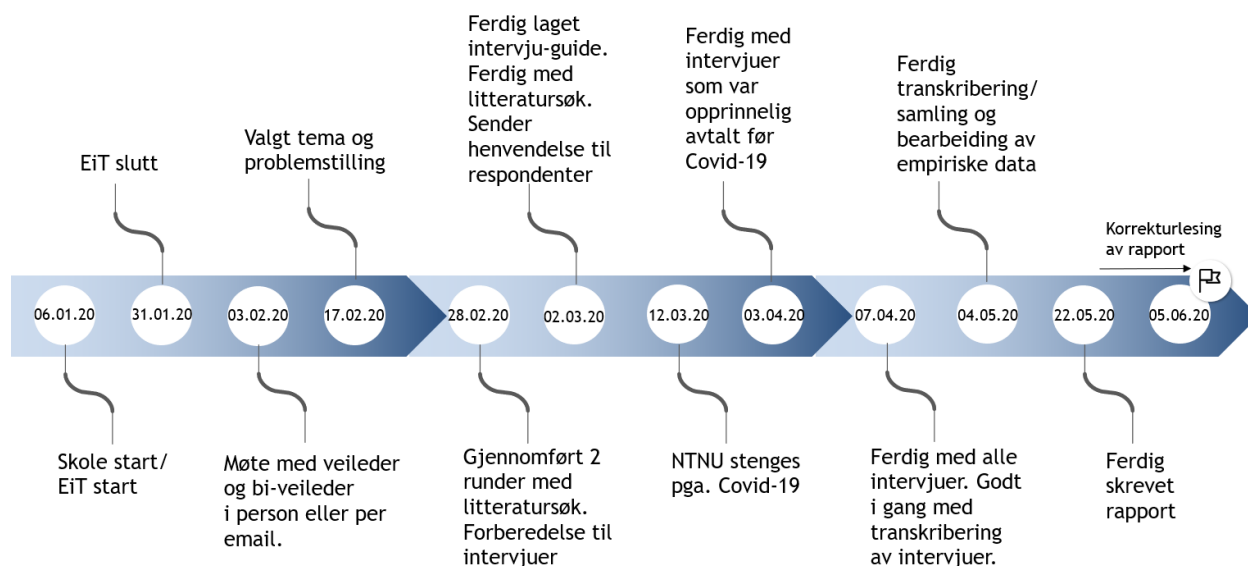 Ferdig laget
intervju-guide.
Ferdig med
litteratursøk.
Sender
henvendelse til
respondenter
Ferdig med
intervjuer
som var
opprinnelig
avtalt før
Covid-19
Ferdig
transkribering/
samling og
bearbeiding av
empiriske data
EiT slutt
Valgt tema og
problemstilling
Korrekturlesing
av rapport
06.01.20
31.01.20
03.02.20
17.02.20
28.02.20
02.03.20
12.03.20
03.04.20
07.04.20
04.05.20
22.05.20
05.06.20
Skole start/
EiT start
Møte med veileder
og bi-veileder
i person eller per
email.
Gjennomført 2
runder med
litteratursøk.
Forberedelse til
intervjuer
NTNU stenges
pga. Covid-19
Ferdig med alle
intervjuer. Godt
i gang med
transkribering
av intervjuer.
Ferdig
skrevet
rapport